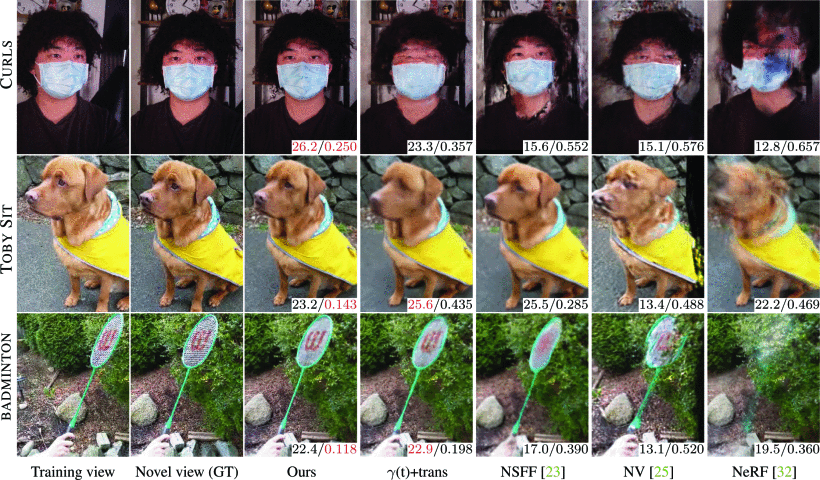 CURLS
26.2/0.250
23.3/0.357
15.6/0.552
15.1/0.576
12.8/0.657
TOBY SIT
23.2/0.143
25.6/0.435
25.5/0.285
13.4/0.488
22.2/0.469
BADMINTON
22.4/0.118
22.9/0.198
17.0/0.390
13.1/0.520
19.5/0.360
Training view
Novel view (GT)
Ours
γ(t)+trans
NSFF [23]
NV [25]
NeRF [32]